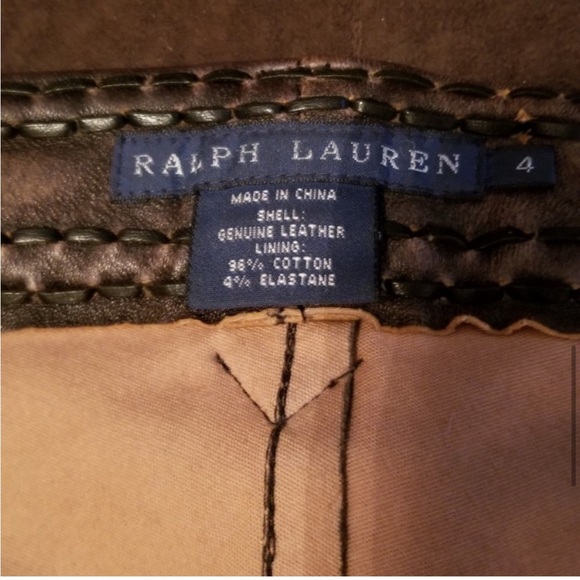 RALPH LAUREN 4
MADE IN CHINA
SHELL:
GENUINE LEATHER
LINING:
96% COTTON
4% ELASTANE